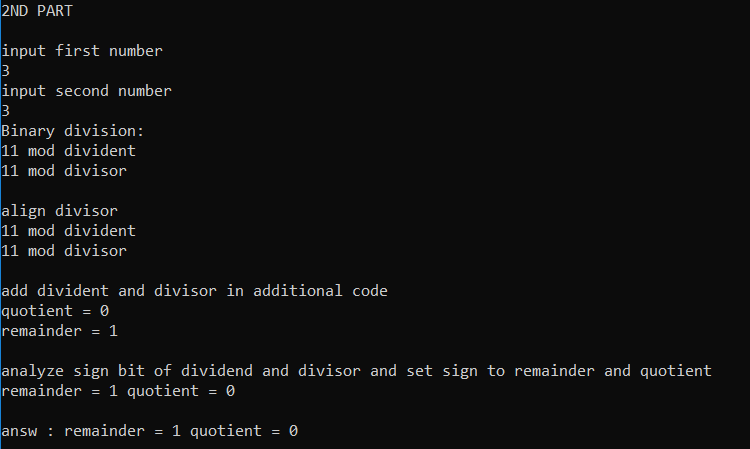 2ND PART
input first number
3
input second number
3
Binary division:
11 mod divident
11 mod divisor
align divisor
11 mod divident
11 mod divisor
add divident and divisor in additional code
quotient = 0
remainder = 1
analyze sign bit of dividend and divisor and set sign to remainder and quotient
remainder = 1 quotient = 0
answ : remainder = 1 quotient = 0